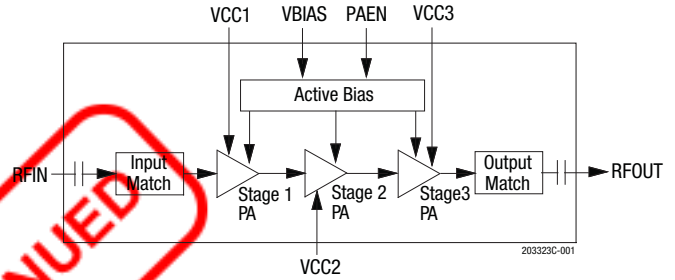 VCC1 VBIAS PAEN VCC3
Active Bias
RFIN
Input
Match
Stage 1
PA
Stage 2
PA
Stage3
PA
Output
Match
RFOUT
203323C-001
VCC2
NUED